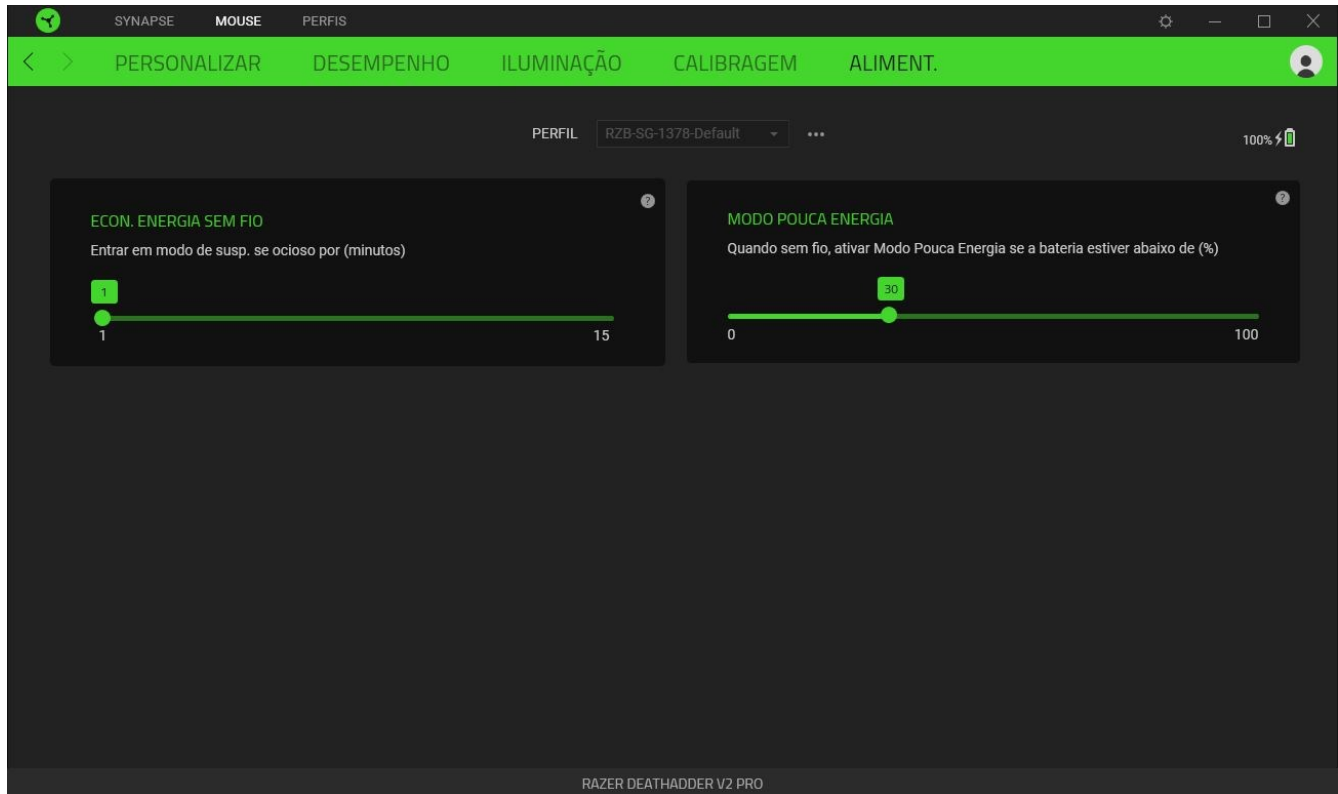 SYNAPSE MOUSE PERFIS
PERSONALIZAR DESEMPENHO ILUMINAÇÃO CALIBRAGEM ALIMENT.
PERFIL RZB-SG-1378-Default
100%
ECON. ENERGIA SEM FIO
Entrar em modo de susp. se ocioso por (minutos)
1
1 15
MODO POUCA ENERGIA
Quando sem fio, ativar Modo Pouca Energia se a bateria estiver abaixo de (%)
30
0 100
RAZER DEATHADDER V2 PRO